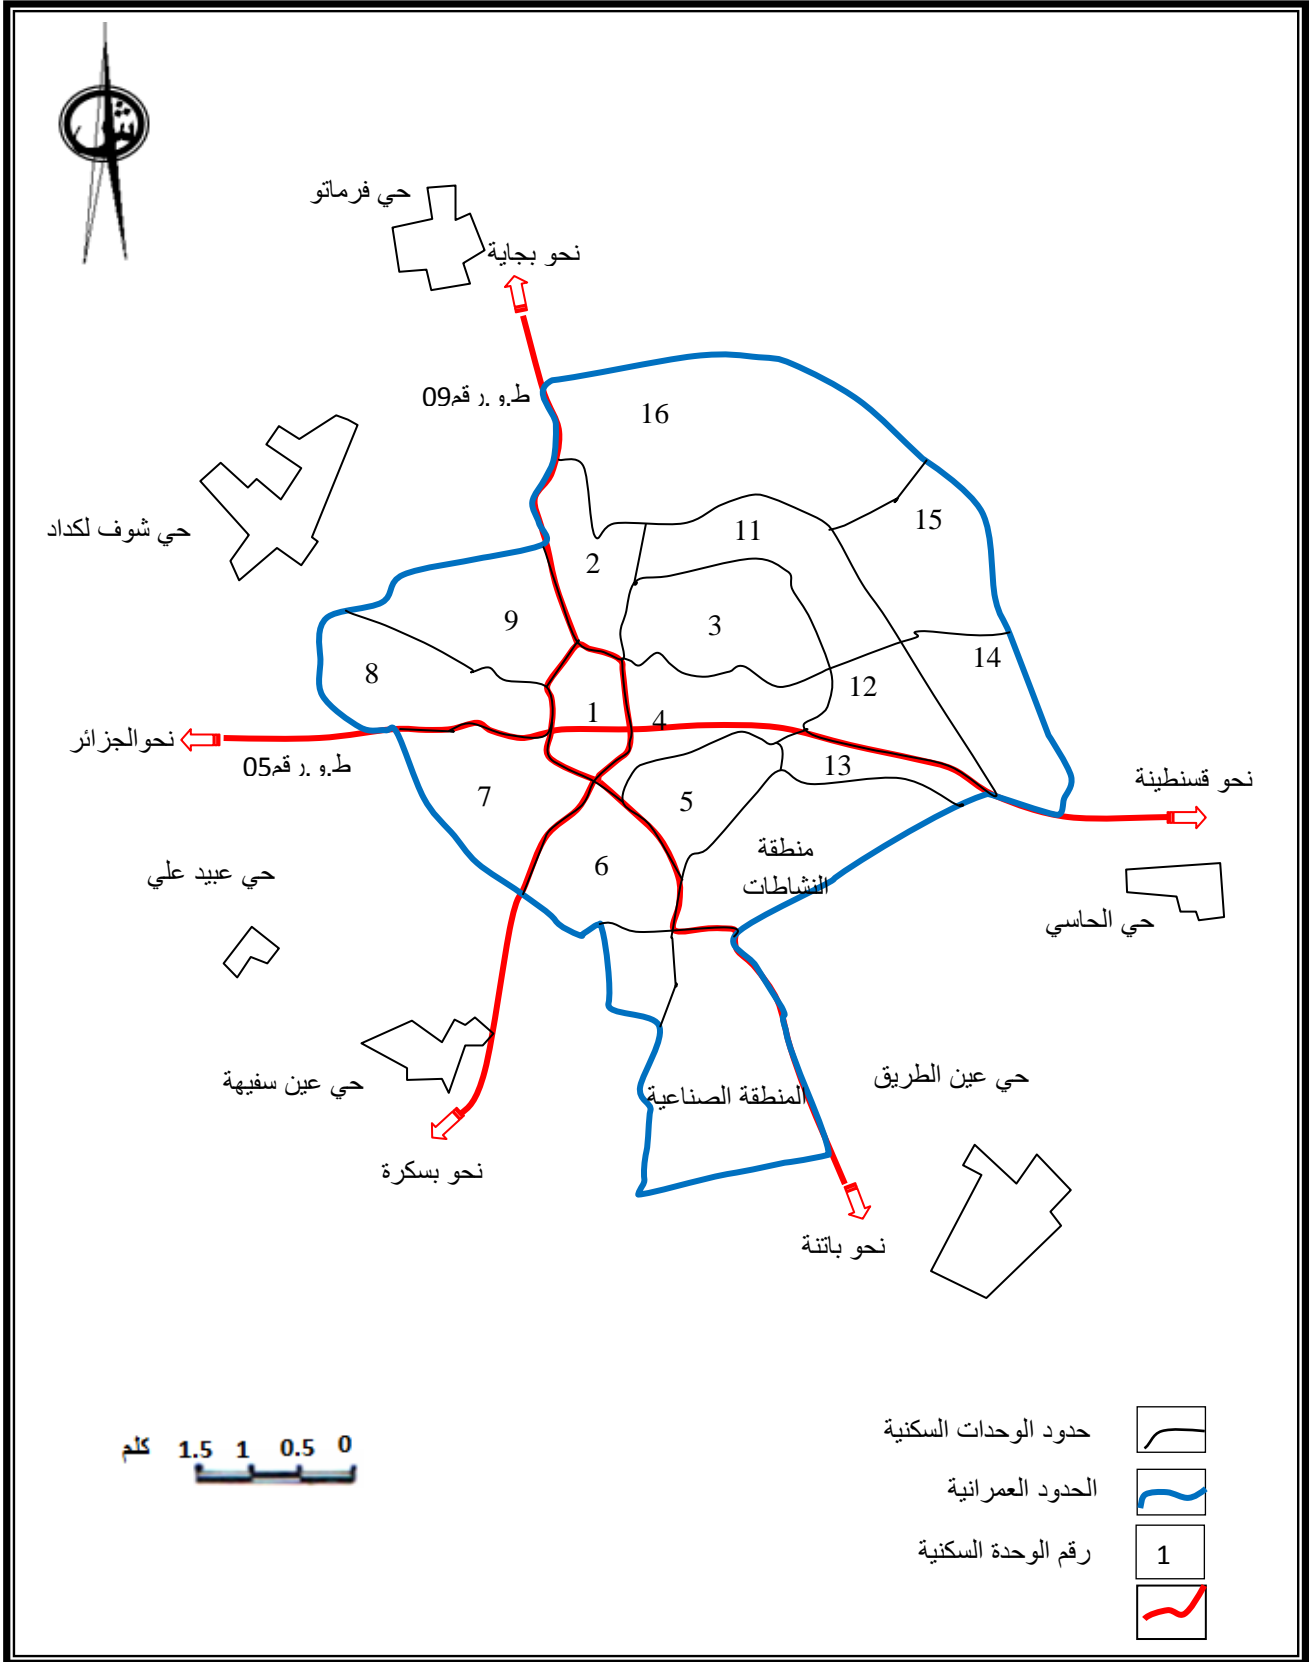 ش
حي فرماتو
نحو بجاية
ط.و.رقم09
16
حي شوف لكداد
15
11
2
9
3
14
8
12
1
4
نحوالجزائر
ط.و.رقم05
13
نحو قسنطينة
7
5
منطقة
النشاطات
6
حي عبيد علي
حي الحاسي
حي عين سفيهة
حي عين الطريق
المنطقة الصناعية
نحو بسكرة
نحو باتنة
حدود الوحدات السكنية
كلم 1.5 1 0.5 0
الحدود العمرانية
رقم الوحدة السكنية
1